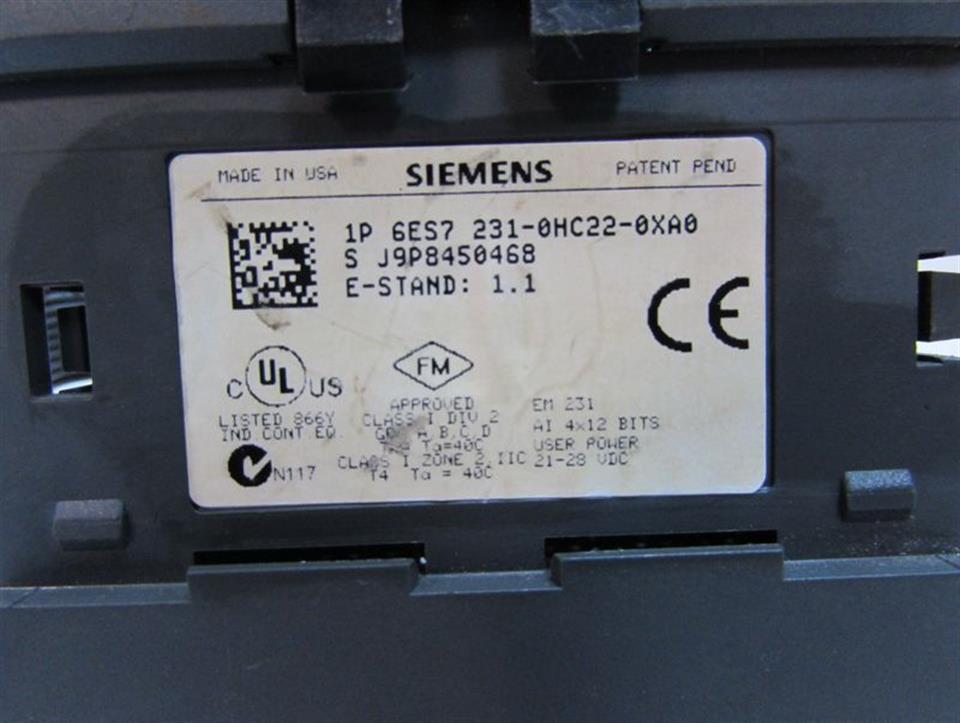 MADE IN USA SIEMENS PATENT PEND
1P 6ES7 231-0HC22-0XA0
S J9P8450468
E-STAND: 1.1
CE
C UL US
LISTED 866Y
IND.CONT.EQ.
N117
FM
APPROVED
CLASS I DIV 2
GP. A,B,C,D
Ta=40C
CLASS I ZONE 2 IIC
T4 Ta = 40C
EM 231
AI 4x12 BITS
USER POWER
21-28 VDC